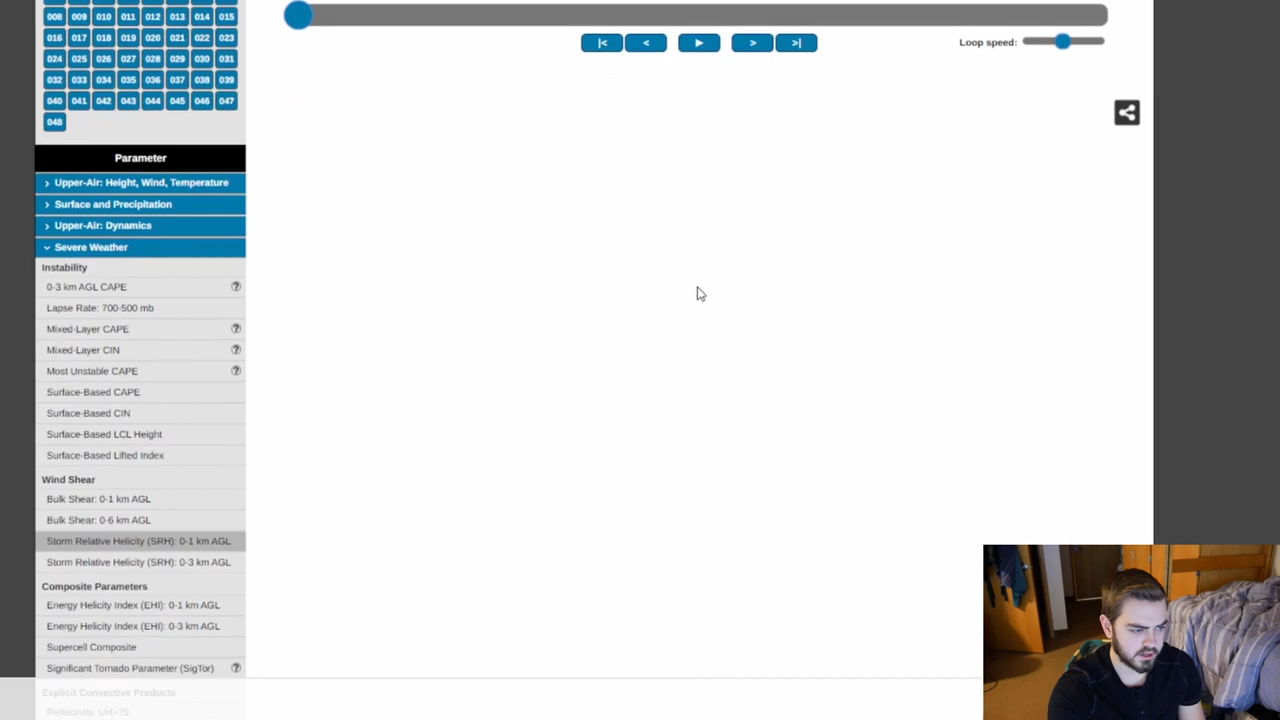 008 009 010 011 012 013 014 015
016 017 018 019 020 021 022 023
024 025 026 027 028 029 030 031
032 033 034 035 036 037 038 039
040 041 042 043 044 045 046 047
048
|< < > >|
Loop speed:
Parameter
› Upper-Air: Height, Wind, Temperature
› Surface and Precipitation
› Upper-Air: Dynamics
Severe Weather
Instability
0-3 km AGL CAPE ?
Lapse Rate: 700-500 mb
Mixed-Layer CAPE ?
Mixed-Layer CIN ?
Most Unstable CAPE ?
Surface-Based CAPE
Surface-Based CIN
Surface-Based LCL Height
Surface-Based Lifted Index
Wind Shear
Bulk Shear: 0-1 km AGL
Bulk Shear: 0-6 km AGL
Storm Relative Helicity (SRH): 0-1 km AGL
Storm Relative Helicity (SRH): 0-3 km AGL
Composite Parameters
Energy Helicity Index (EHI): 0-1 km AGL
Energy Helicity Index (EHI): 0-3 km AGL
Supercell Composite
Significant Tornado Parameter (SigTor) ?
Explicit Convective Products
Reflectivity, UH>75